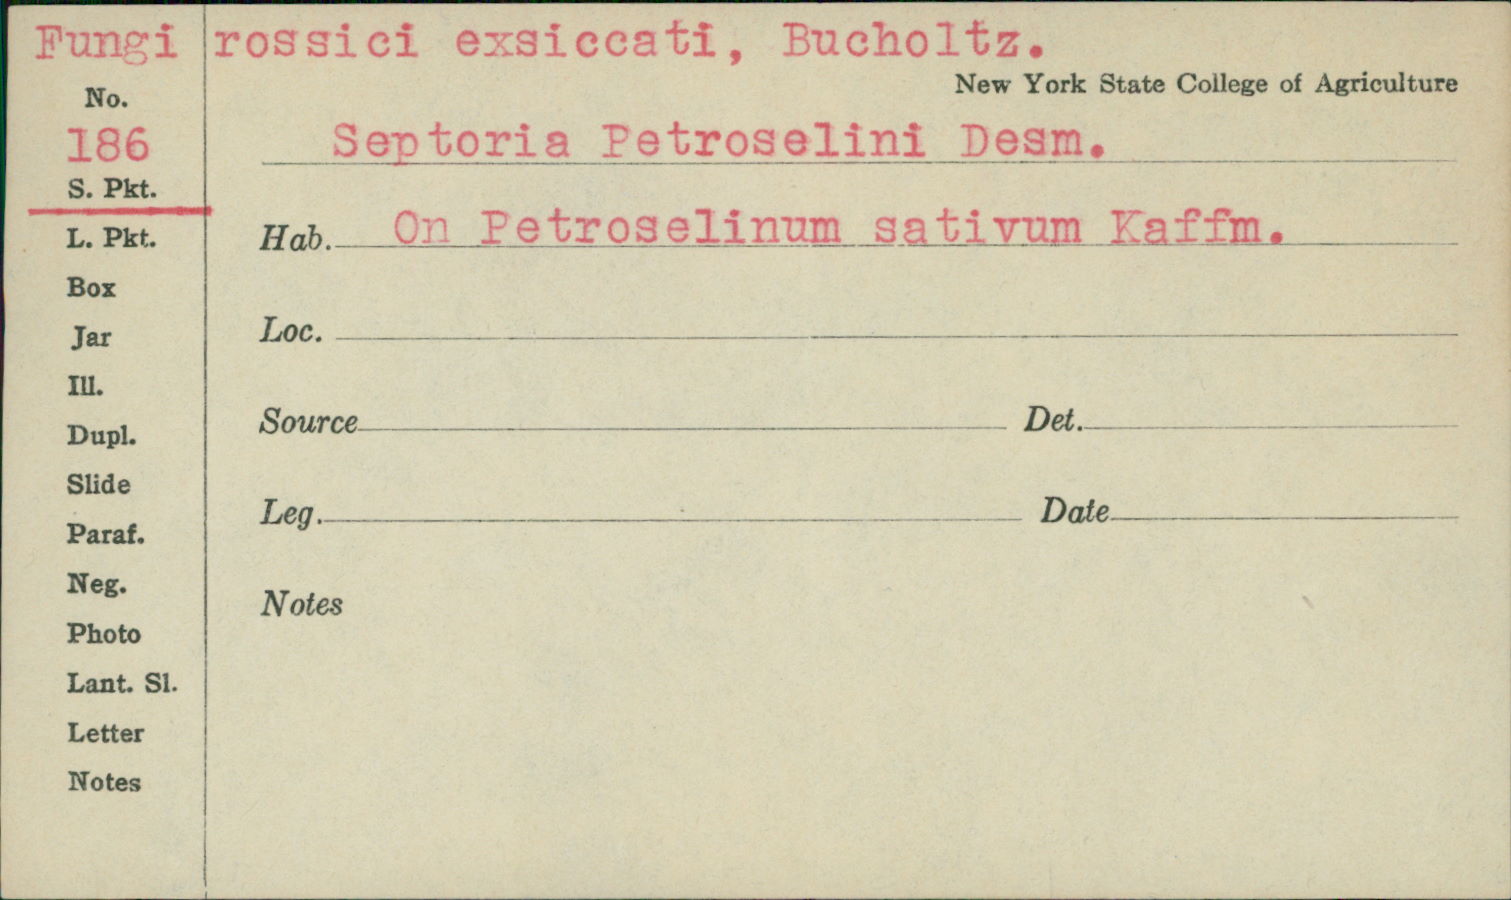 Fungi rossici exsiccati, Bucholtz.
New York State College of Agriculture
No.
186
Septoria Petroselini Desm.
S. Pkt.
Hab. On Petroselinum sativum Kaffm.
L. Pkt.
Box
Loc.
Jar
Ill.
Source Det.
Dupl.
Slide
Leg. Date
Paraf.
Neg.
Notes
Photo
Lant. Sl.
Letter
Notes